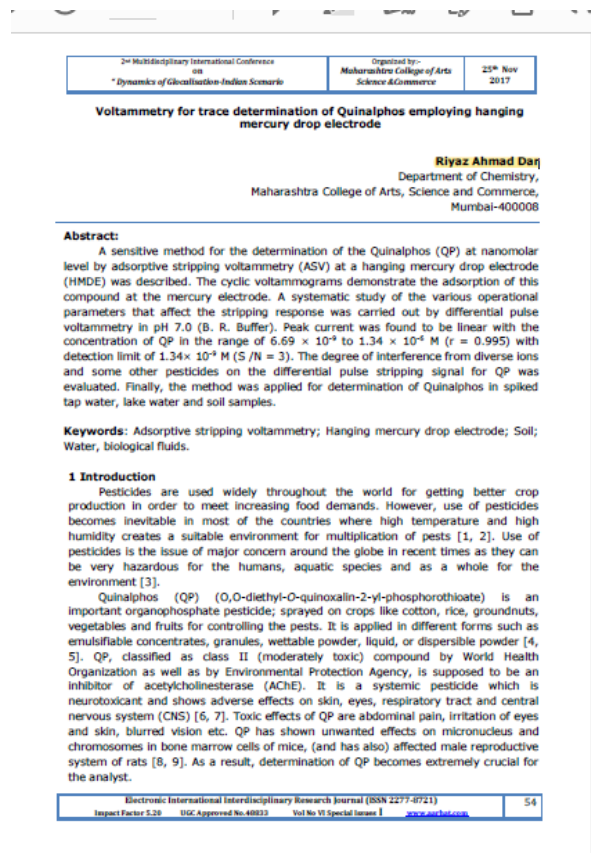 2nd Multidisciplinary International Conference
on
" Dynamics of Glocalisation-Indian Scenario
Organized by:-
Maharashtra College of Arts
Science &Commerce
25th Nov
2017
Voltammetry for trace determination of Quinalphos employing hanging
mercury drop electrode
Riyaz Ahmad Dar
Department of Chemistry,
Maharashtra College of Arts, Science and Commerce,
Mumbai-400008
Abstract:
A sensitive method for the determination of the Quinalphos (QP) at nanomolar
level by adsorptive stripping voltammetry (ASV) at a hanging mercury drop electrode
(HMDE) was described. The cyclic voltammograms demonstrate the adsorption of this
compound at the mercury electrode. A systematic study of the various operational
parameters that affect the stripping response was carried out by differential pulse
voltammetry in pH 7.0 (B. R. Buffer). Peak current was found to be linear with the
concentration of QP in the range of 6.69 × 10⁻⁹ to 1.34 × M (r = 0.995) with
detection limit of 1.34× 10⁻⁹ M (S /N = 3). The degree of interference from diverse ions
and some other pesticides on the differential pulse stripping signal for QP was
evaluated. Finally, the method was applied for determination of Quinalphos in spiked
tap water, lake water and soil samples.
Keywords: Adsorptive stripping voltammetry; Hanging mercury drop electrode; Soil;
Water, biological fluids.
1 Introduction
Pesticides are used widely throughout the world for getting better crop
production in order to meet increasing food demands. However, use of pesticides
becomes inevitable in most of the countries where high temperature and high
humidity creates a suitable environment for multiplication of pests [1, 2]. Use of
pesticides is the issue of major concern around the globe in recent times as they can
be very hazardous for the humans, aquatic species and as a whole for the
environment [3].
Quinalphos (QP) (O,O-diethyl-O-quinoxalin-2-yl-phosphorothioate) is an
important organophosphate pesticide; sprayed on crops like cotton, rice, groundnuts,
vegetables and fruits for controlling the pests. It is applied in different forms such as
emulsifiable concentrates, granules, wettable powder, liquid, or dispersible powder [4,
5]. QP, classified as class II (moderately toxic) compound by World Health
Organization as well as by Environmental Protection Agency, is supposed to be an
inhibitor of acetylcholinesterase (AChE). It is a systemic pesticide which is
neurotoxicant and shows adverse effects on skin, eyes, respiratory tract and central
nervous system (CNS) [6, 7]. Toxic effects of QP are abdominal pain, irritation of eyes
and skin, blurred vision etc. QP has shown unwanted effects on micronucleus and
chromosomes in bone marrow cells of mice, (and has also) affected male reproductive
system of rats [8, 9]. As a result, determination of QP becomes extremely crucial for
the analyst.
Electronic International Interdisciplinary Research Journal (ISSN 2277-8721)
Impact Factor 5.20 UGC Approved No.48833 Vol No VI Special Issues I www.aarhat.com
54